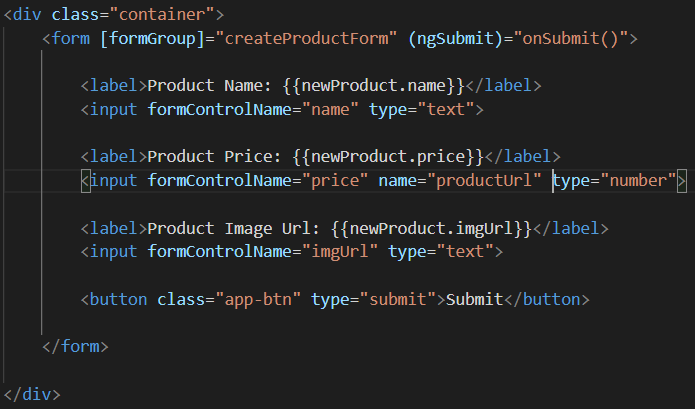 <div class="container">
<form [formGroup]="createProductForm" (ngSubmit)="onSubmit()">
<label>Product Name: {{newProduct.name}}</label>
<input formControlName="name" type="text">
<label>Product Price: {{newProduct.price}}</label>
<input formControlName="price" name="productUrl" type="number">
<label>Product Image Url: {{newProduct.imgUrl}}</label>
<input formControlName="imgUrl" type="text">
<button class="app-btn" type="submit">Submit</button>
</form>
</div>